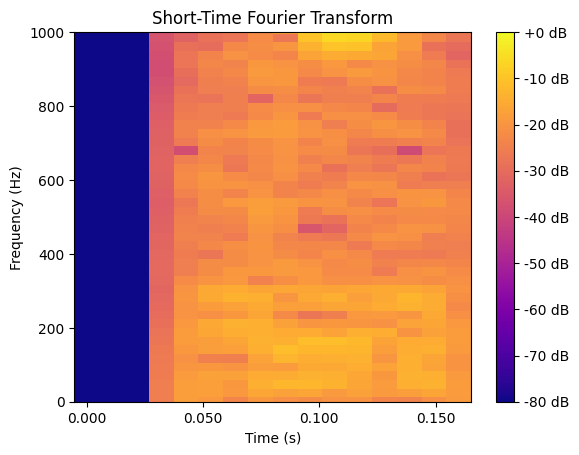 Short-Time Fourier Transform
1000
800
600
400
200
0
Frequency (Hz)
0.000
0.050
0.100
0.150
Time (s)
+0 dB
-10 dB
-20 dB
-30 dB
-40 dB
-50 dB
-60 dB
-70 dB
-80 dB